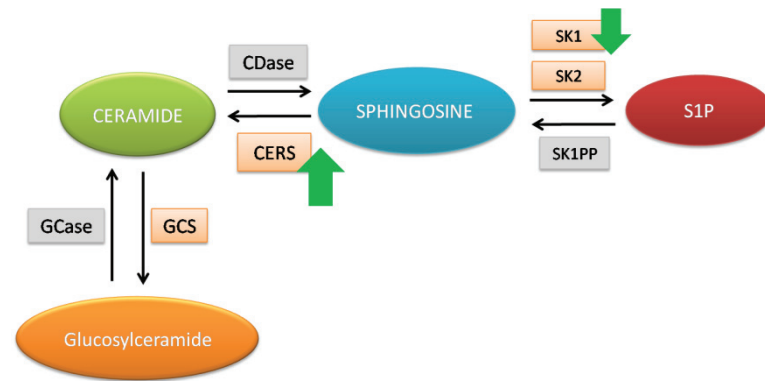 SK1
CDase
SK2
CERAMIDE
SPHINGOSINE
S1P
CERS
SK1PP
GCase
GCS
Glucosylceramide